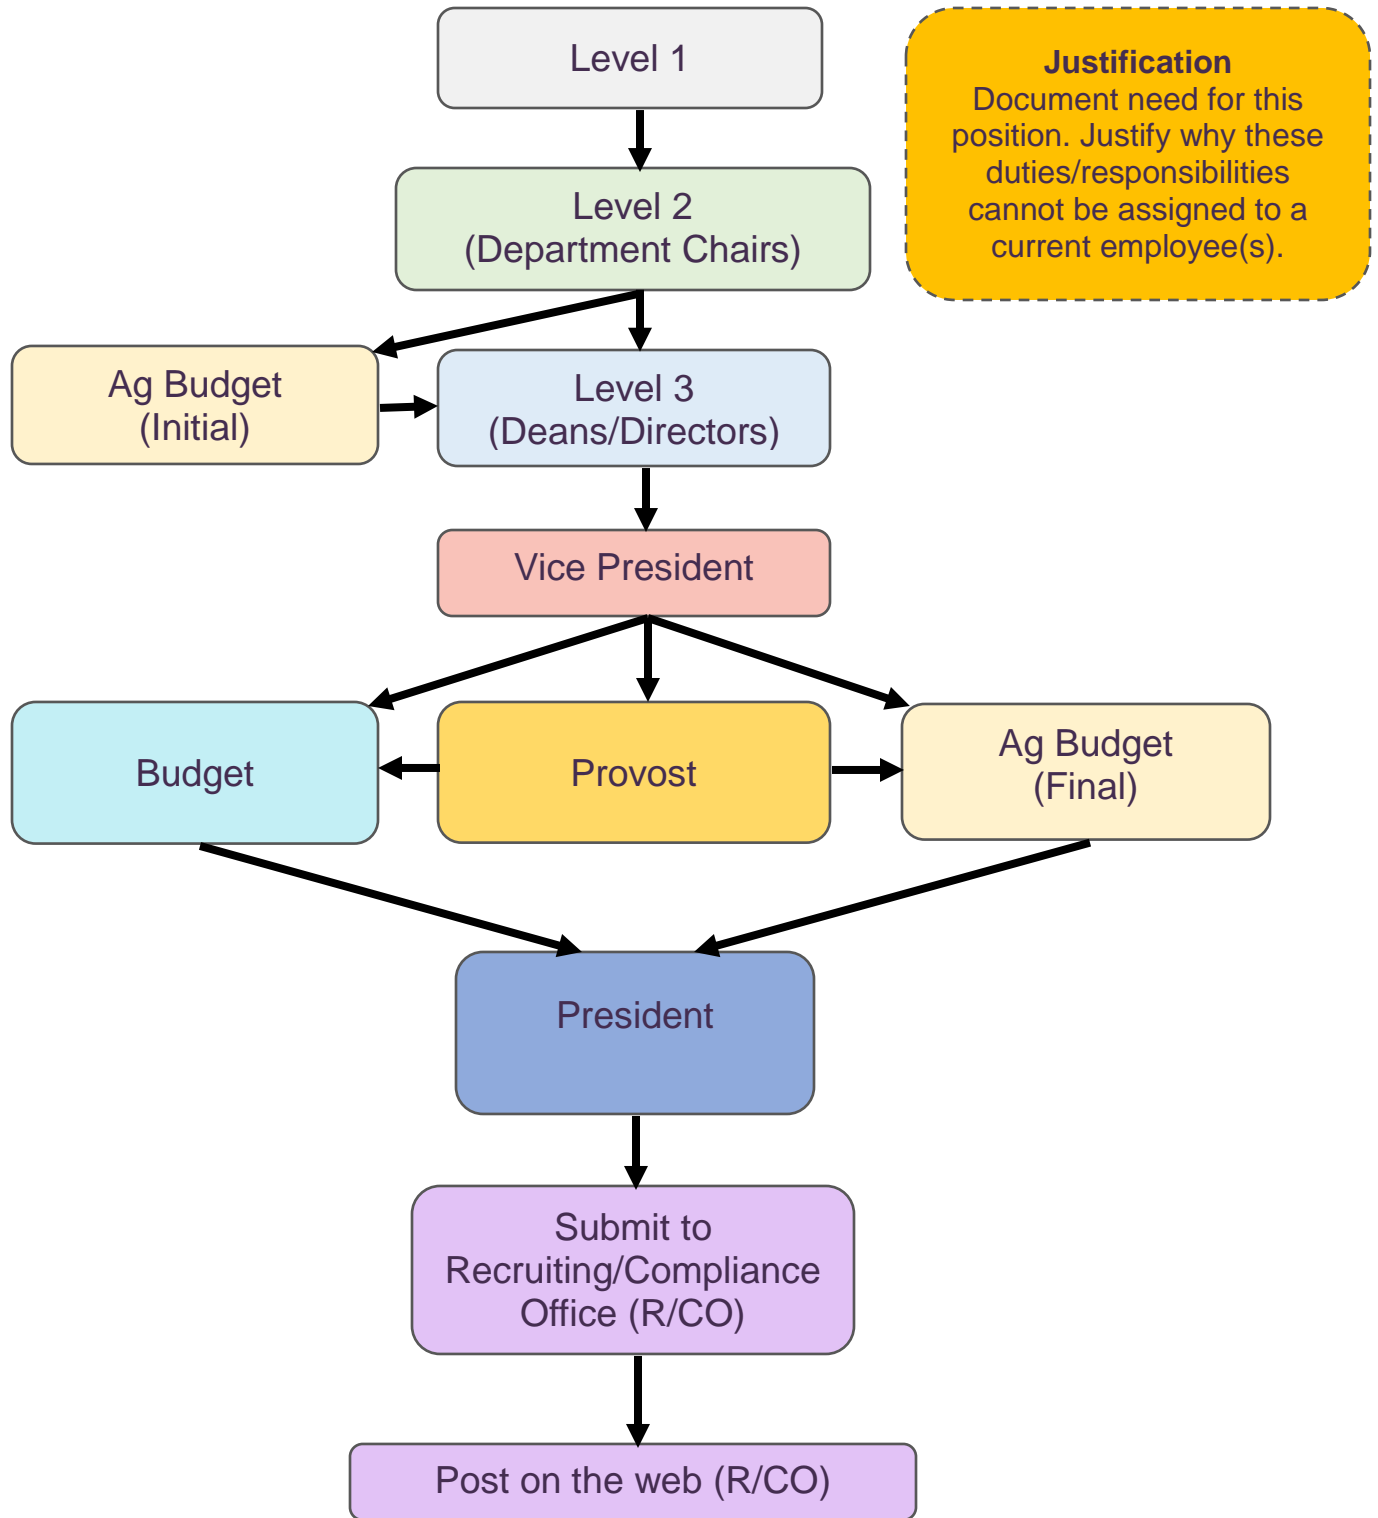 Level 1
Justification
Document need for this
position. Justify why these
duties/responsibilities
cannot be assigned to a
current employee(s).
Level 2
(Department Chairs)
Ag Budget
(Initial)
Level 3
(Deans/Directors)
Vice President
Budget
Provost
Ag Budget
(Final)
President
Submit to
Recruiting/Compliance
Office (R/CO)
Post on the web (R/CO)